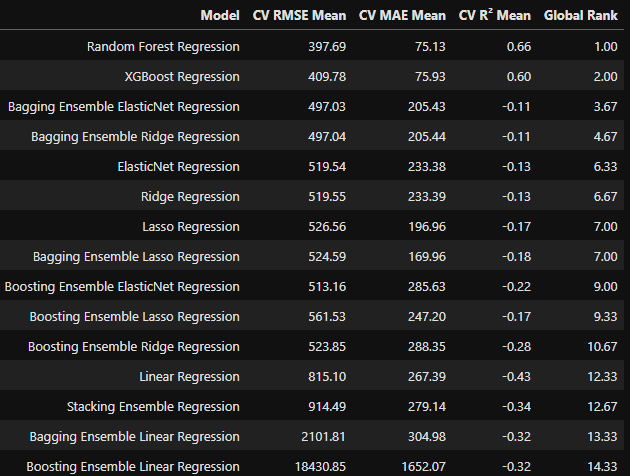 Model CV RMSE Mean CV MAE Mean CV R² Mean Global Rank
Random Forest Regression 397.69 75.13 0.66 1.00
XGBoost Regression 409.78 75.93 0.60 2.00
Bagging Ensemble ElasticNet Regression 497.03 205.43 -0.11 3.67
Bagging Ensemble Ridge Regression 497.04 205.44 -0.11 4.67
ElasticNet Regression 519.54 233.38 -0.13 6.33
Ridge Regression 519.55 233.39 -0.13 6.67
Lasso Regression 526.56 196.96 -0.17 7.00
Bagging Ensemble Lasso Regression 524.59 169.96 -0.18 7.00
Boosting Ensemble ElasticNet Regression 513.16 285.63 -0.22 9.00
Boosting Ensemble Lasso Regression 561.53 247.20 -0.17 9.33
Boosting Ensemble Ridge Regression 523.85 288.35 -0.28 10.67
Linear Regression 815.10 267.39 -0.43 12.33
Stacking Ensemble Regression 914.49 279.14 -0.34 12.67
Bagging Ensemble Linear Regression 2101.81 304.98 -0.32 13.33
Boosting Ensemble Linear Regression 18430.85 1652.07 -0.32 14.33